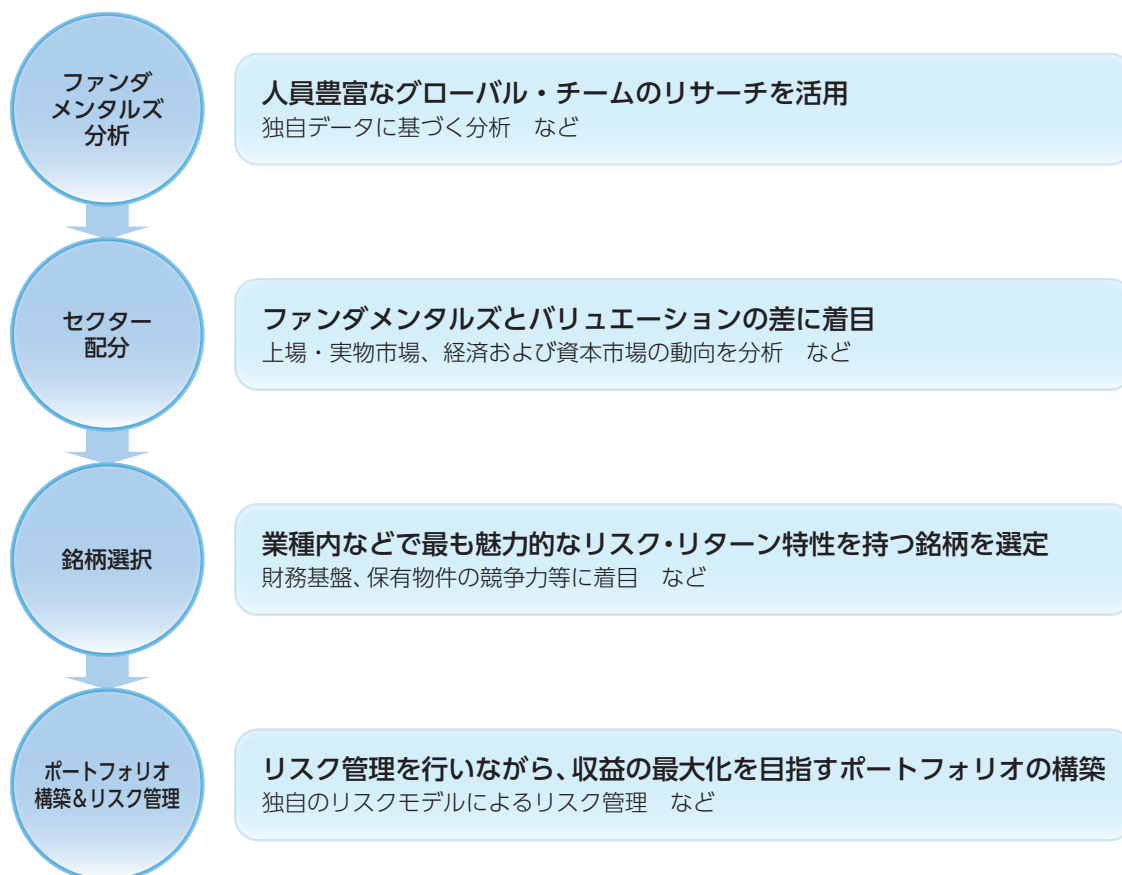 ファンダ
メンタルズ
分析
人員豊富なグローバル・チームのリサーチを活用
独自データに基づく分析　など
セクター
配分
ファンダメンタルズとバリュエーションの差に着目
上場・実物市場、経済および資本市場の動向を分析　など
銘柄選択
業種内などで最も魅力的なリスク・リターン特性を持つ銘柄を選定
財務基盤、保有物件の競争力等に着目　など
ポートフォリオ
構築&リスク管理
リスク管理を行いながら、収益の最大化を目指すポートフォリオの構築
独自のリスクモデルによるリスク管理　など